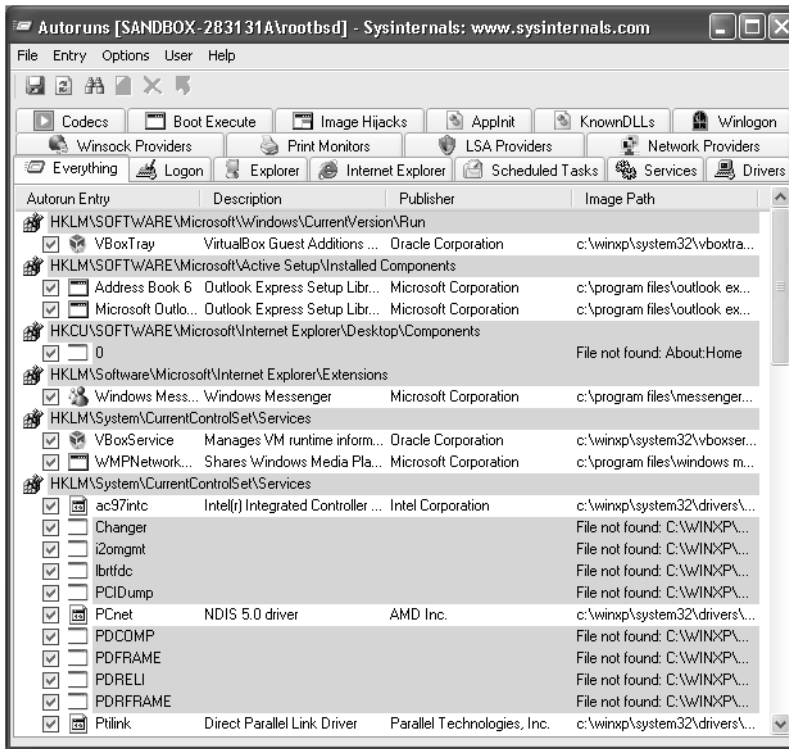 Autoruns [SANDBOX-283131A\rootbsd] - Sysinternals: www.sysinternals.com
File Entry Options User Help
Codecs Boot Execute Image Hijacks AppInit KnownDLLs Winlogon
Winsock Providers Print Monitors LSA Providers Network Providers
Everything Logon Explorer Internet Explorer Scheduled Tasks Services Drivers
Autorun Entry Description Publisher Image Path
HKLM\SOFTWARE\Microsoft\Windows\CurrentVersion\Run
VBoxTray VirtualBox Guest Additions ... Oracle Corporation c:\winxp\system32\vboxtra...
HKLM\SOFTWARE\Microsoft\Active Setup\Installed Components
Address Book 6 Outlook Express Setup Libr... Microsoft Corporation c:\program files\outlook ex...
Microsoft Outlo... Outlook Express Setup Libr... Microsoft Corporation c:\program files\outlook ex...
HKCU\SOFTWARE\Microsoft\Internet Explorer\Desktop\Components
0 File not found: About:Home
HKLM\Software\Microsoft\Internet Explorer\Extensions
Windows Mess... Windows Messenger Microsoft Corporation c:\program files\messenger...
HKLM\System\CurrentControlSet\Services
VBoxService Manages VM runtime inform... Oracle Corporation c:\winxp\system32\vboxser...
WMPNetwork... Shares Windows Media Pla... Microsoft Corporation c:\program files\windows m...
HKLM\System\CurrentControlSet\Services
ac97intc Intel(r) Integrated Controller ... Intel Corporation c:\winxp\system32\drivers\...
Changer File not found: C:\WINXP\...
i2omgmt File not found: C:\WINXP\...
lbrtfdc File not found: C:\WINXP\...
PCIDump File not found: C:\WINXP\...
PCnet NDIS 5.0 driver AMD Inc. c:\winxp\system32\drivers\...
PDCOMP File not found: C:\WINXP\...
PDFRAME File not found: C:\WINXP\...
PDRELI File not found: C:\WINXP\...
PDRFRAME File not found: C:\WINXP\...
Ptilink Direct Parallel Link Driver Parallel Technologies, Inc. c:\winxp\system32\drivers\...